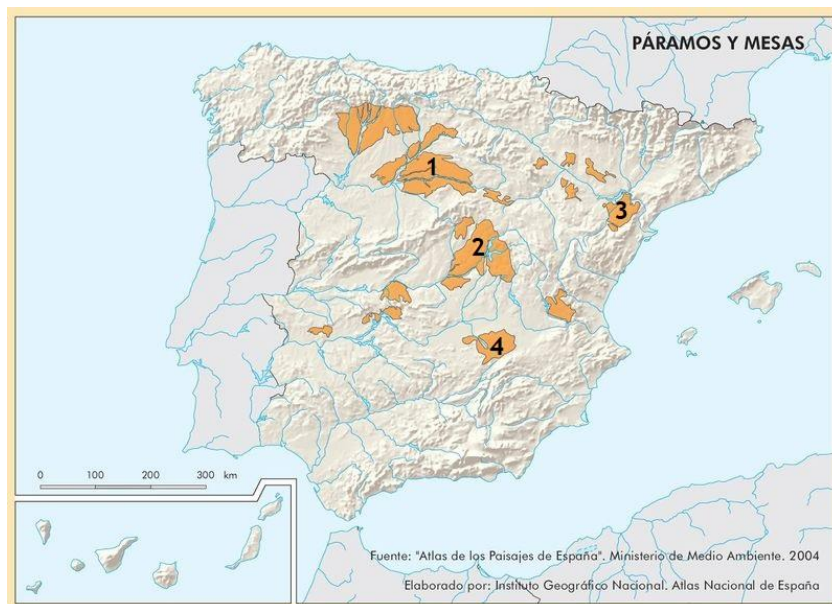 PÁRAMOS Y MESAS
1
3
2
4
0 100 200 300 km
Fuente: "Atlas de los Paisajes de España". Ministerio de Medio Ambiente. 2004
Elaborado por: Instituto Geográfico Nacional. Atlas Nacional de España